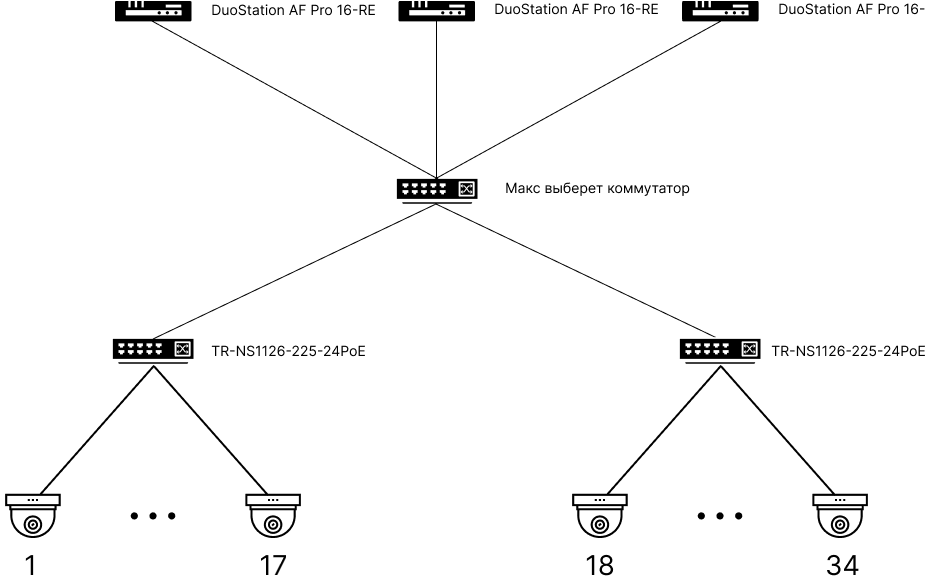 DuoStation AF Pro 16-RE
DuoStation AF Pro 16-RE
DuoStation AF Pro 16-
Макс выберет коммутатор
TR-NS1126-225-24PoE
TR-NS1126-225-24PoE
1
17
18
34